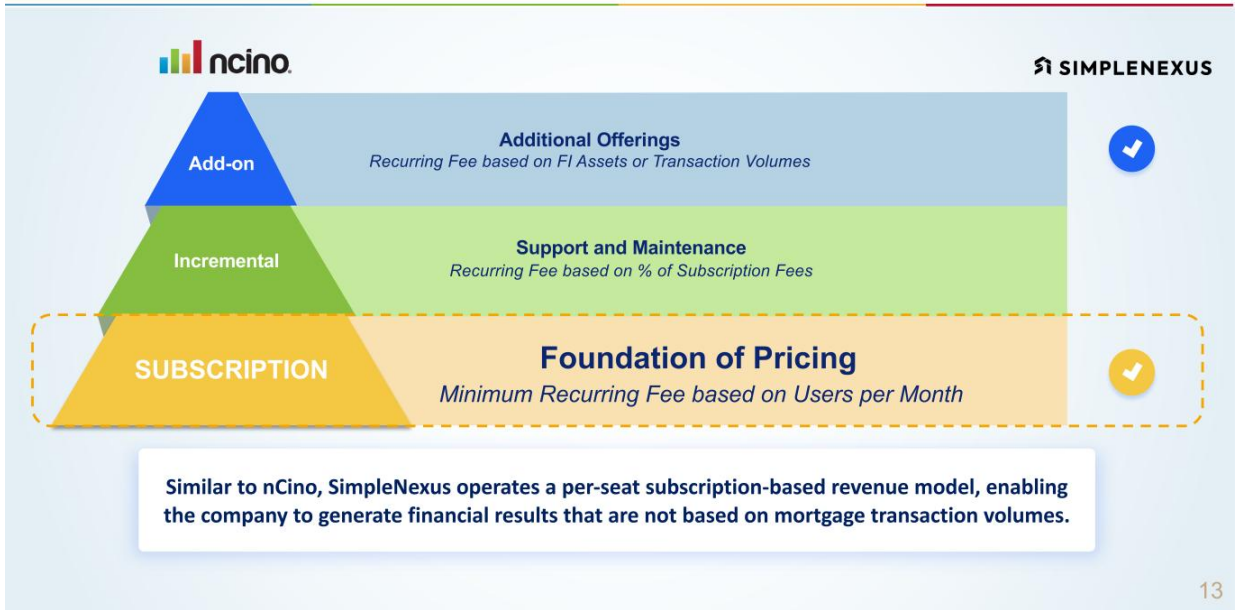 ncino.
SIMPLENEXUS
Add-on
Additional Offerings
Recurring Fee based on FI Assets or Transaction Volumes
Incremental
Support and Maintenance
Recurring Fee based on % of Subscription Fees
SUBSCRIPTION
Foundation of Pricing
Minimum Recurring Fee based on Users per Month
Similar to nCino, SimpleNexus operates a per-seat subscription-based revenue model, enabling
the company to generate financial results that are not based on mortgage transaction volumes.
13